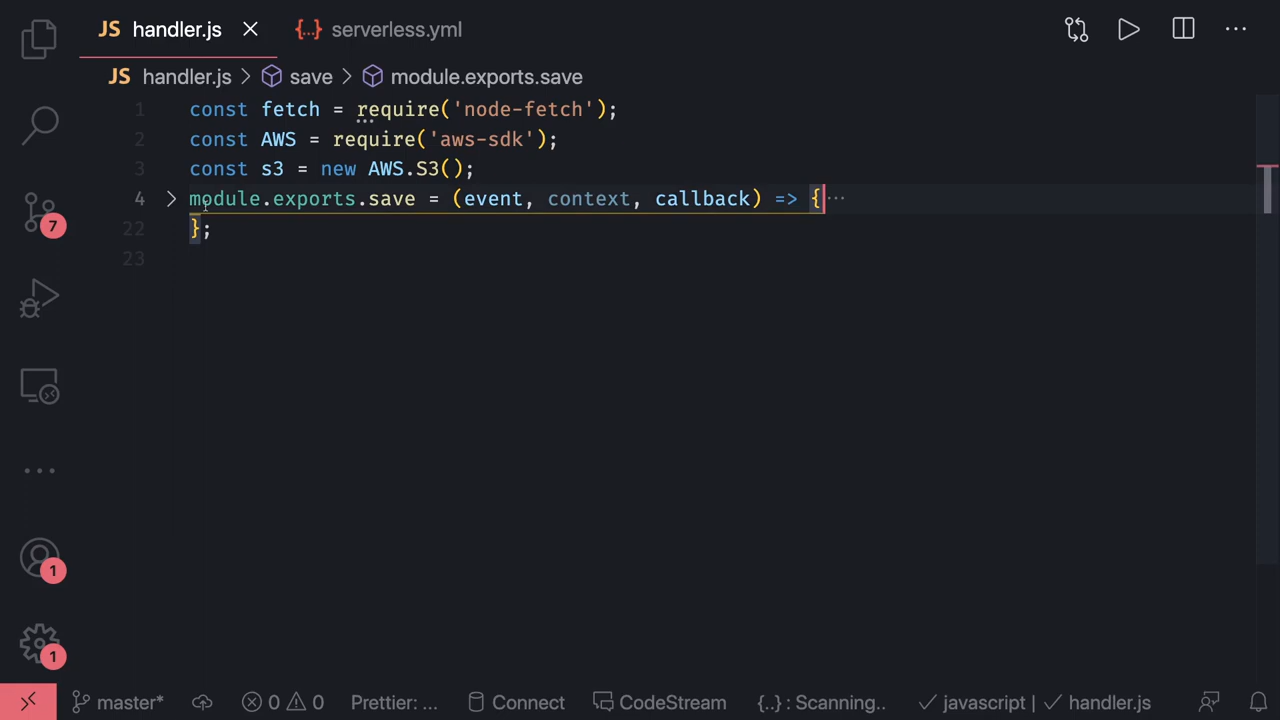 JS handler.js {..} serverless.yml
JS handler.js > save > module.exports.save
1 const fetch = require('node-fetch');
2 const AWS = require('aws-sdk');
3 const s3 = new AWS.S3();
4 module.exports.save = (event, context, callback) => {···
22 };
23
7
1
1
master* 0 0 Prettier: ... Connect CodeStream {..} : Scanning.. javascript | handler.js